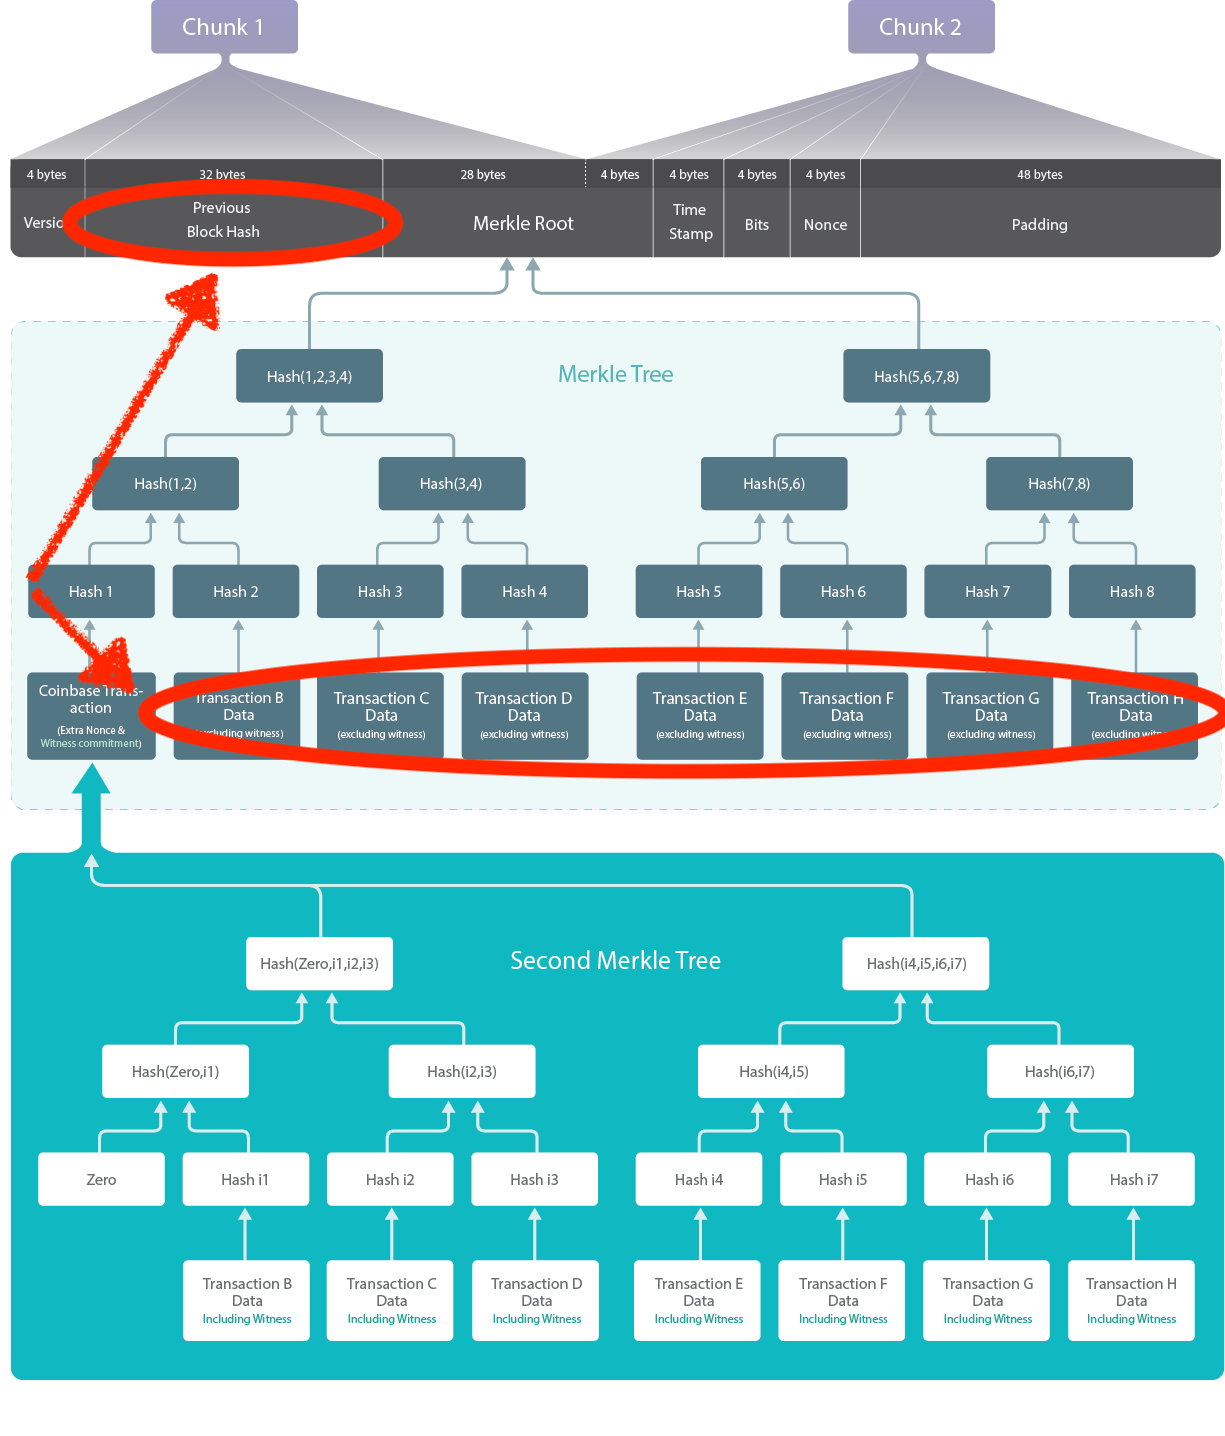 Chunk 1
Chunk 2
4 bytes
32 bytes
28 bytes
4 bytes
4 bytes
4 bytes
4 bytes
48 bytes
Versio
Previous
Block Hash
Merkle Root
Time
Stamp
Bits
Nonce
Padding
Merkle Tree
Hash(1,2,3,4)
Hash(5,6,7,8)
Hash(1,2)
Hash(3,4)
Hash(5,6)
Hash(7,8)
Hash 1
Hash 2
Hash 3
Hash 4
Hash 5
Hash 6
Hash 7
Hash 8
Coinbase Trans-
action
(Extra Nonce &
Witness commitment)
Transaction B
Data
(excluding witness)
Transaction C
Data
(excluding witness)
Transaction D
Data
(excluding witness)
Transaction E
Data
(excluding witness)
Transaction F
Data
(excluding witness)
Transaction G
Data
(excluding witness)
Transaction H
Data
(excluding witness)
Second Merkle Tree
Hash(Zero,i1,i2,i3)
Hash(i4,i5,i6,i7)
Hash(Zero,i1)
Hash(i2,i3)
Hash(i4,i5)
Hash(i6,i7)
Zero
Hash i1
Hash i2
Hash i3
Hash i4
Hash i5
Hash i6
Hash i7
Transaction B
Data
Including Witness
Transaction C
Data
Including Witness
Transaction D
Data
Including Witness
Transaction E
Data
Including Witness
Transaction F
Data
Including Witness
Transaction G
Data
Including Witness
Transaction H
Data
Including Witness